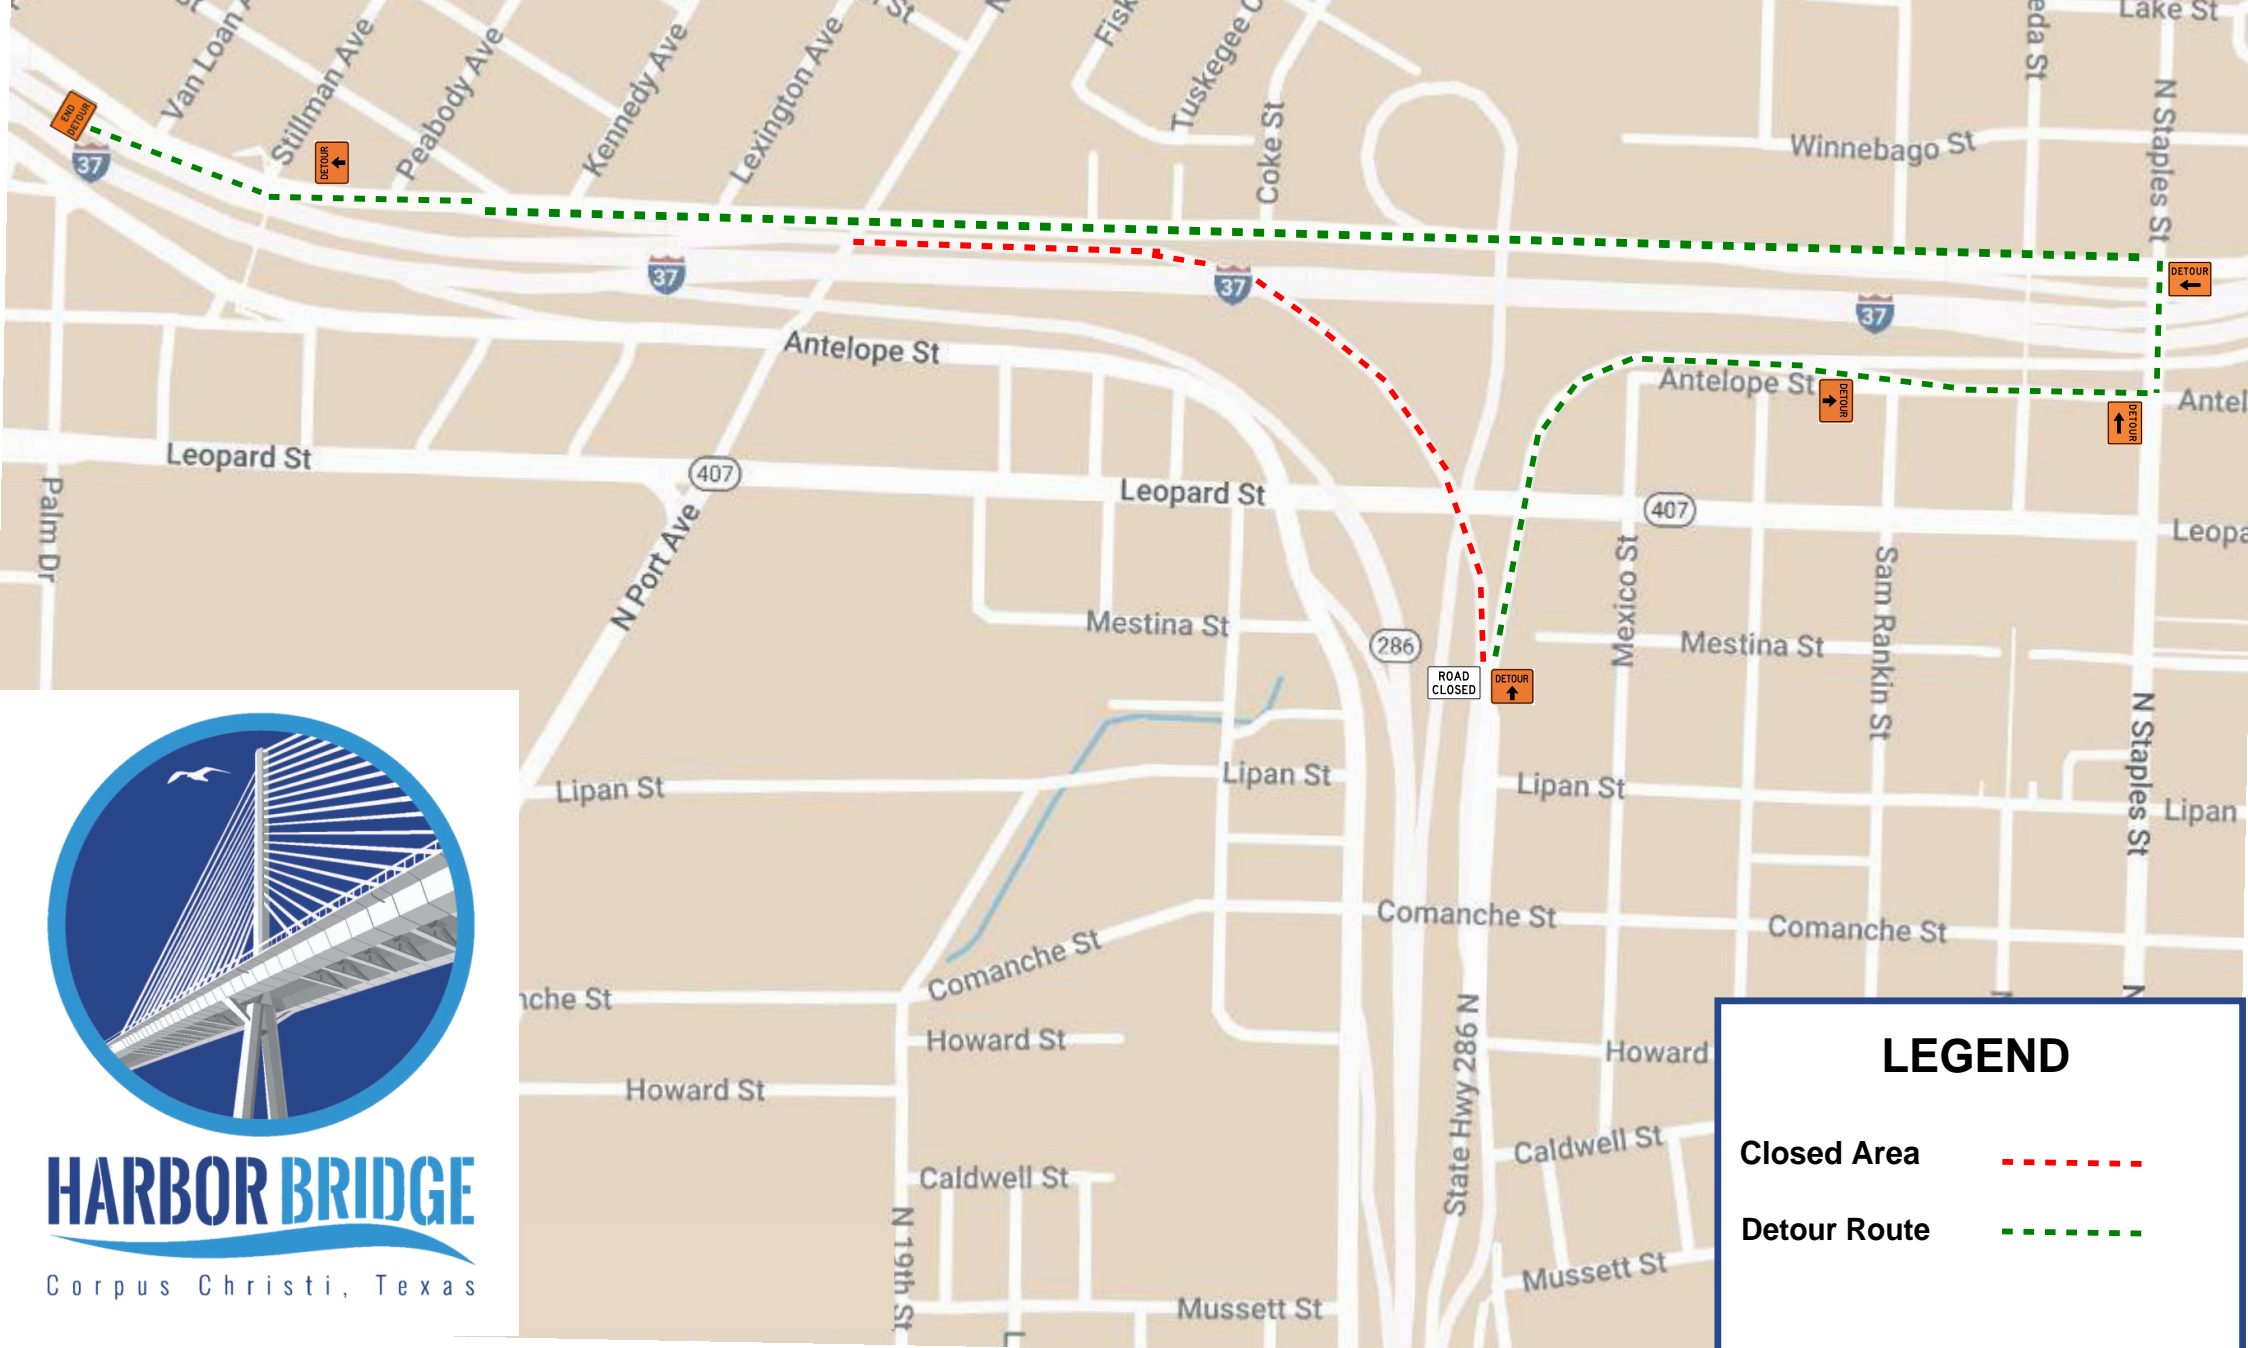 Lake St
Van Loan A
Stillman Ave
Peabody Ave
Kennedy Ave
Lexington Ave
St
Fisk
Tuskegee C
Coke St
eda St
N Staples St
Winnebago St
END
DETOUR
37
DETOUR
37
37
37
DETOUR
Antelope St
Antelope St
DETOUR
Antel
DETOUR
Leopard St
407
Leopard St
407
Leopa
Palm Dr
N Port Ave
Mestina St
286
Mexico St
Mestina St
Sam Rankin St
ROAD
CLOSED
DETOUR
N Staples St
Lipan St
Lipan St
Lipan St
Lipan
Comanche St
Comanche St
Comanche St
nche St
N
State Hwy 286 N
Howard St
Howard
Howard St
Caldwell St
Caldwell St
N 19th St
Mussett St
Mussett St
HARBOR BRIDGE
Corpus Christi, Texas
LEGEND
Closed Area
Detour Route